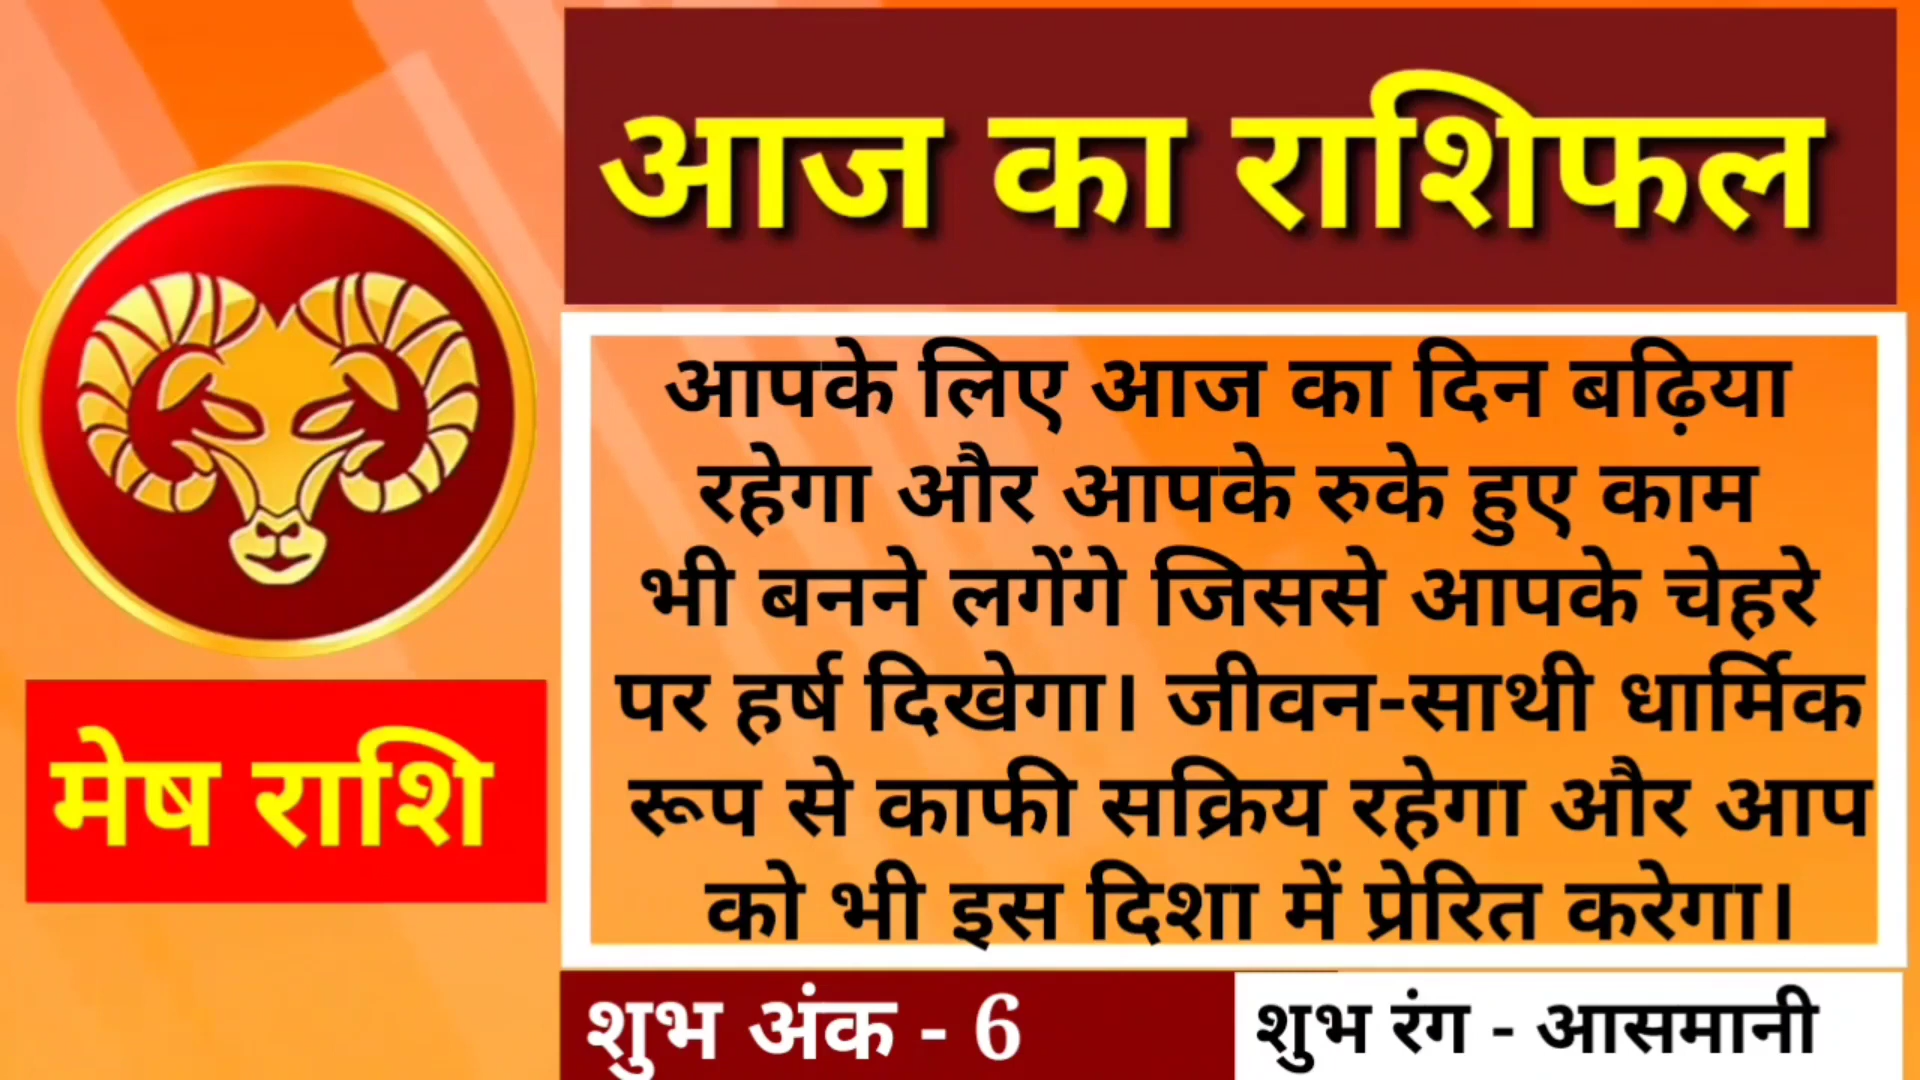 आज का राशिफल
मेष राशि
आपके लिए आज का दिन बढ़िया
रहेगा और आपके रुके हुए काम
भी बनने लगेंगे जिससे आपके चेहरे
पर हर्ष दिखेगा। जीवन-साथी धार्मिक
रूप से काफी सक्रिय रहेगा और आप
को भी इस दिशा में प्रेरित करेगा।
शुभ अंक - 6
शुभ रंग - आसमानी